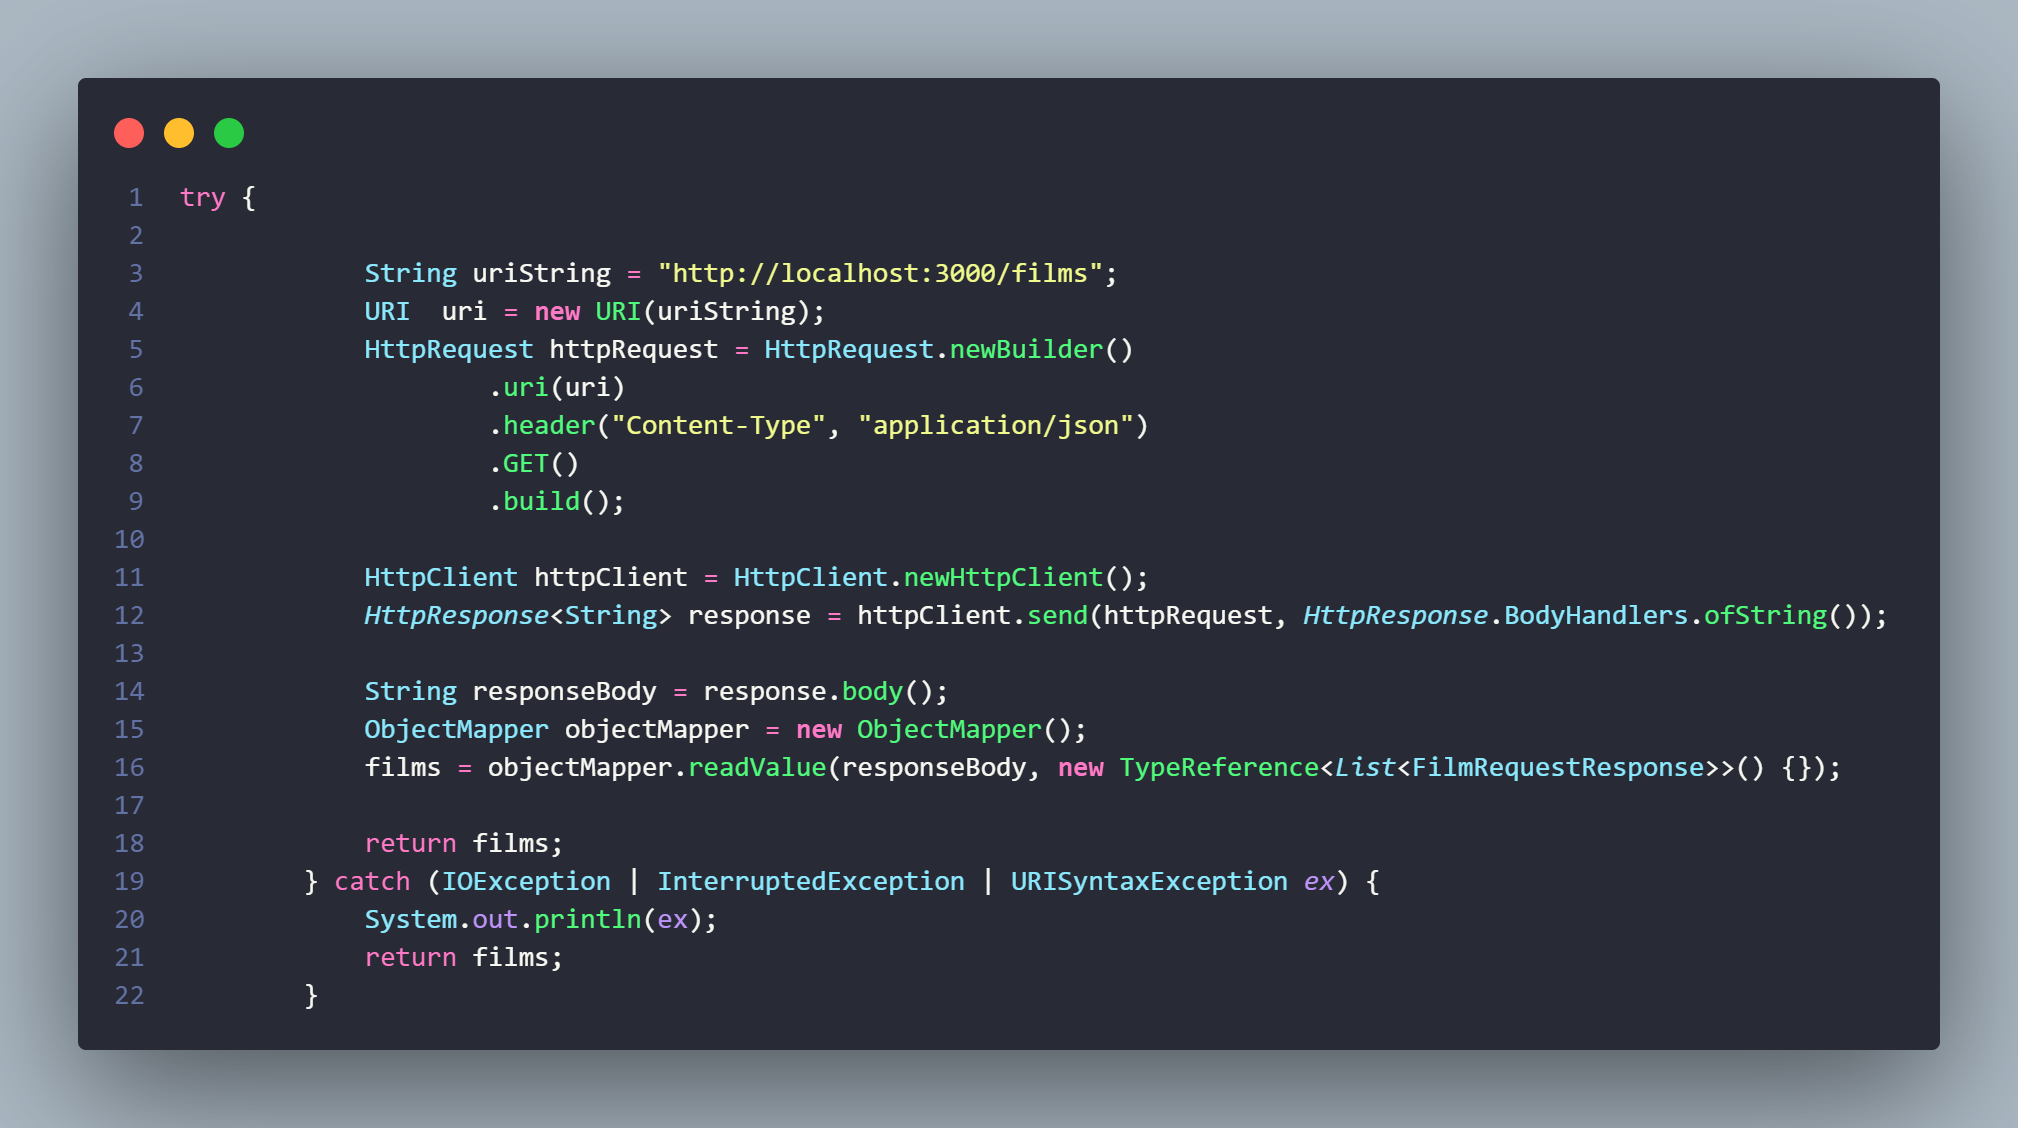 1 try {
2
3 String uriString = "http://localhost:3000/films";
4 URI  uri = new URI(uriString);
5 HttpRequest httpRequest = HttpRequest.newBuilder()
6 .uri(uri)
7 .header("Content-Type", "application/json")
8 .GET()
9 .build();
10
11 HttpClient httpClient = HttpClient.newHttpClient();
12 HttpResponse<String> response = httpClient.send(httpRequest, HttpResponse.BodyHandlers.ofString());
13
14 String responseBody = response.body();
15 ObjectMapper objectMapper = new ObjectMapper();
16 films = objectMapper.readValue(responseBody, new TypeReference<List<FilmRequestResponse>>() {});
17
18 return films;
19 } catch (IOException | InterruptedException | URISyntaxException ex) {
20 System.out.println(ex);
21 return films;
22 }